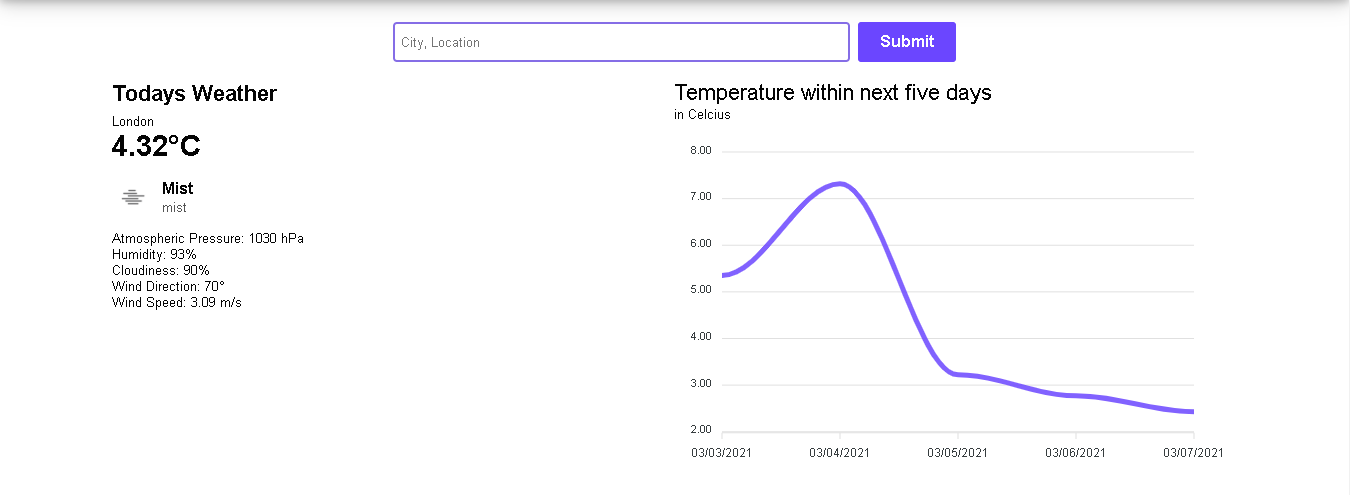 City, Location
Submit
Todays Weather
London
4.32°C
Mist
mist
Atmospheric Pressure: 1030 hPa
Humidity: 93%
Cloudiness: 90%
Wind Direction: 70°
Wind Speed: 3.09 m/s
Temperature within next five days
in Celcius
8.00
7.00
6.00
5.00
4.00
3.00
2.00
03/03/2021 03/04/2021 03/05/2021 03/06/2021 03/07/2021